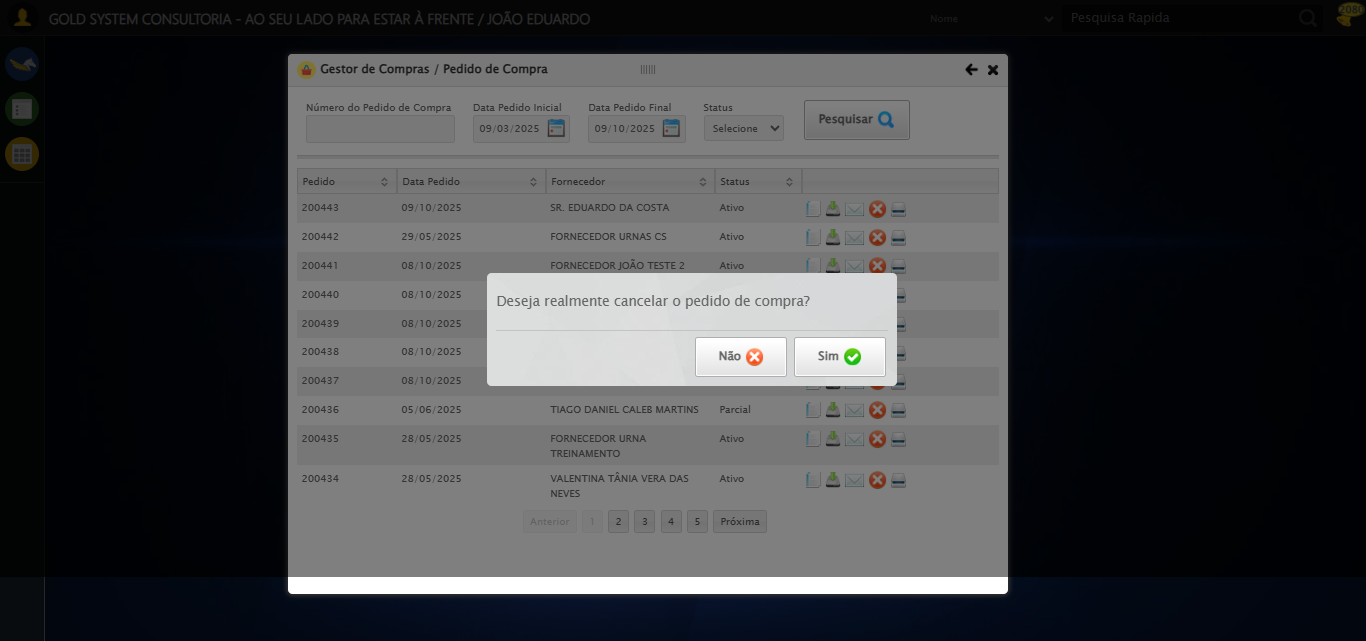 GOLD SYSTEM CONSULTORIA - AO SEU LADO PARA ESTAR À FRENTE / JOÃO EDUARDO
Nome
Pesquisa Rapida
2080
Gestor de Compras / Pedido de Compra
Número do Pedido de Compra Data Pedido Inicial Data Pedido Final Status
09/03/2025 09/10/2025 Selecione Pesquisar
Pedido Data Pedido Fornecedor Status
200443 09/10/2025 SR. EDUARDO DA COSTA Ativo
200442 29/05/2025 FORNECEDOR URNAS CS Ativo
200441 08/10/2025 FORNECEDOR JOÃO TESTE 2 Ativo
200440 08/10/2025
200439 08/10/2025
200438 08/10/2025
200437 08/10/2025
Deseja realmente cancelar o pedido de compra?
Não Sim
200436 05/06/2025 TIAGO DANIEL CALEB MARTINS Parcial
200435 28/05/2025 FORNECEDOR URNA Ativo
TREINAMENTO
200434 28/05/2025 VALENTINA TÂNIA VERA DAS Ativo
NEVES
Anterior 1 2 3 4 5 Próxima